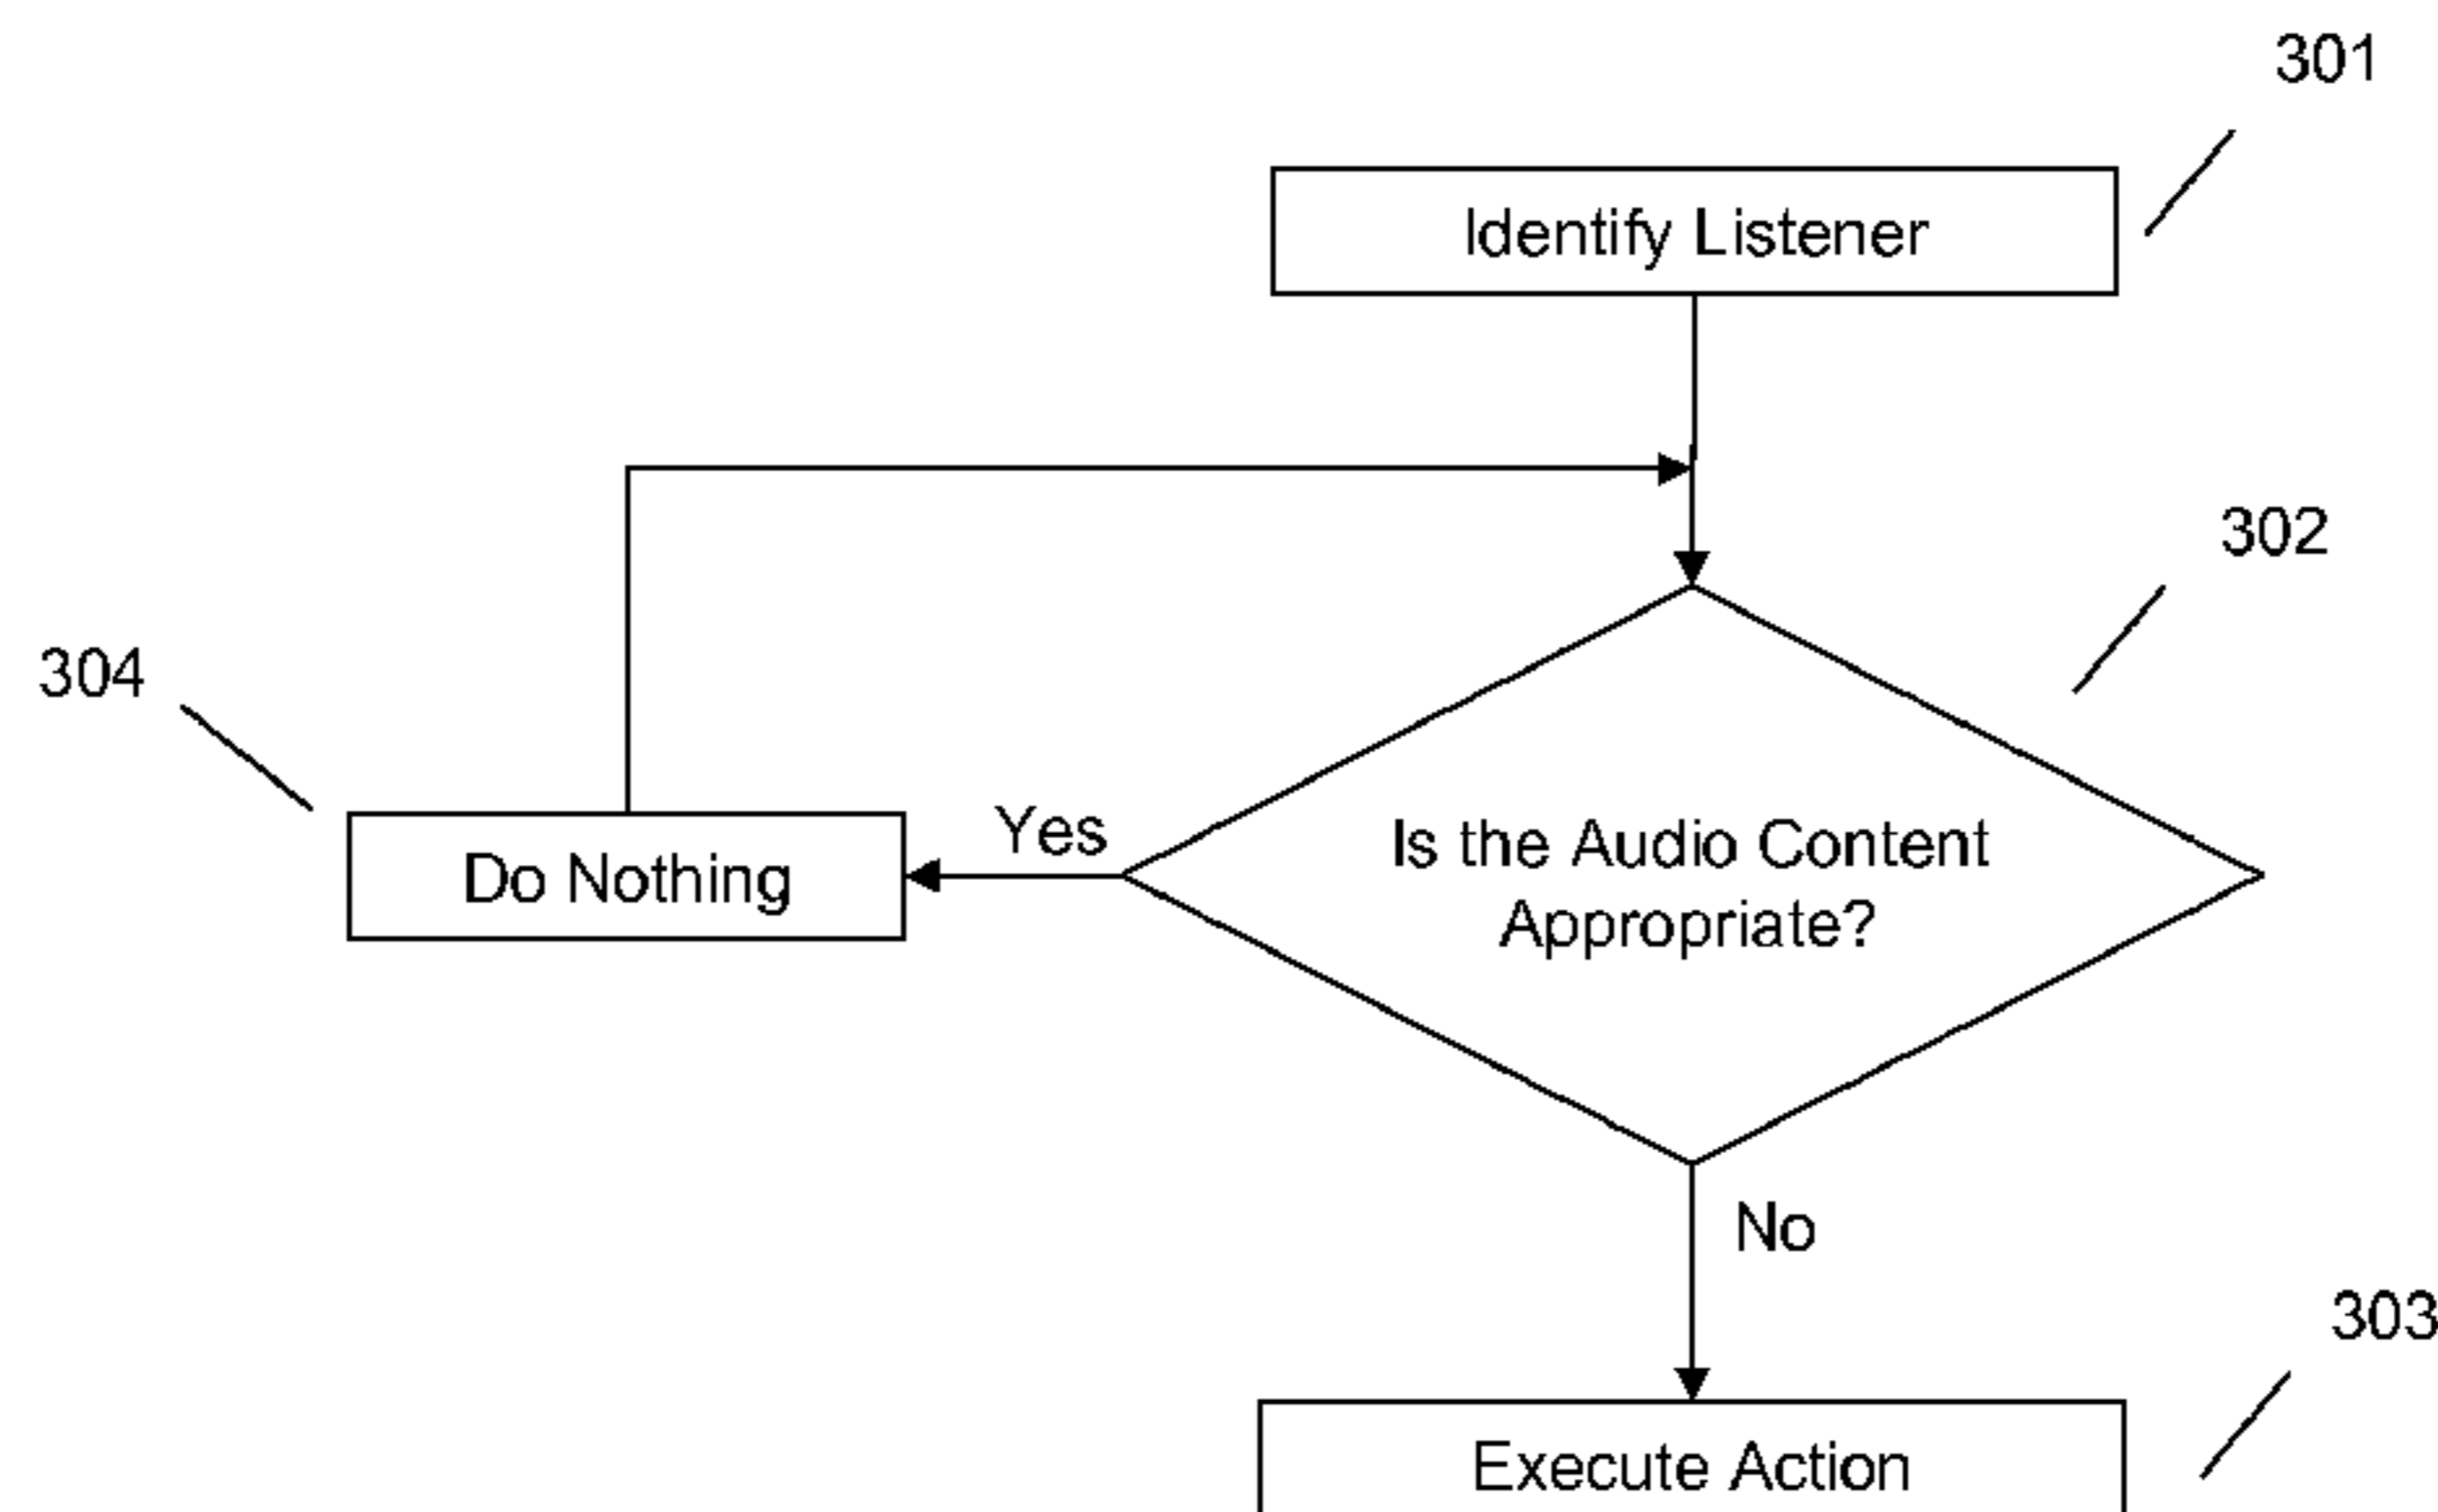 301
Identify Listener
302
304
Yes
Do Nothing
Is the Audio Content
Appropriate?
No
303
Execute Action